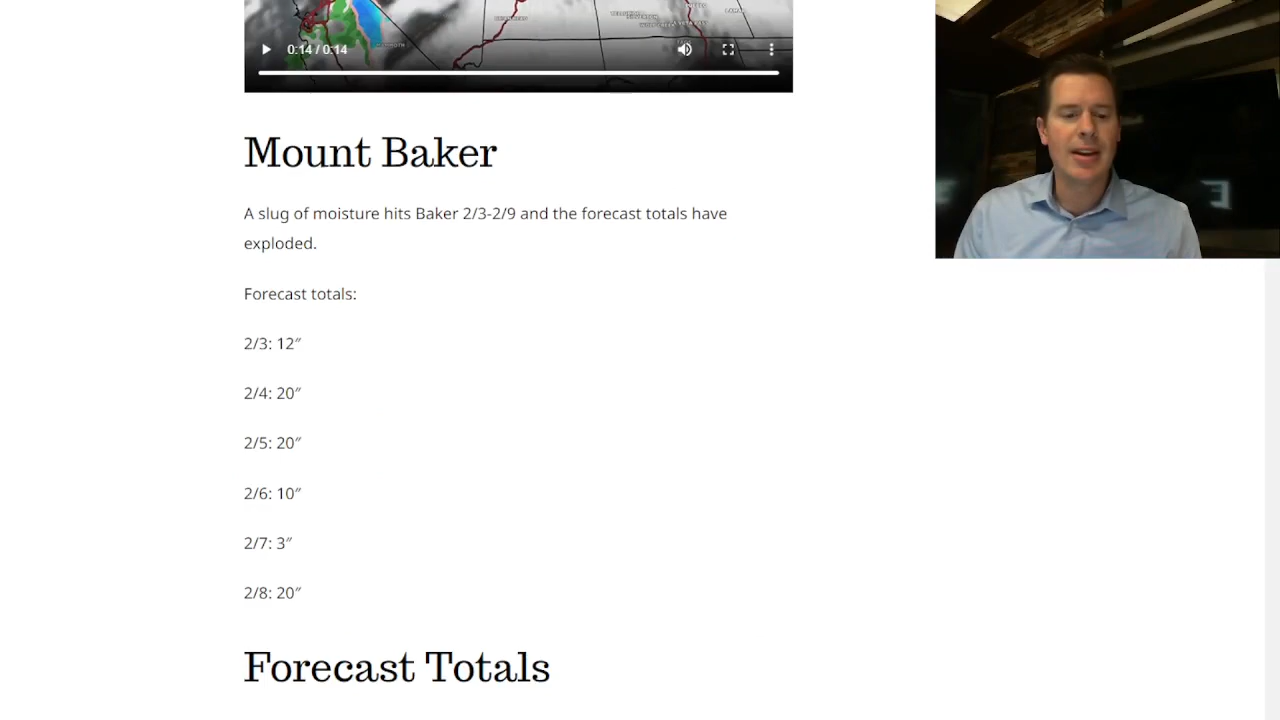 0:14 / 0:14
Mount Baker
A slug of moisture hits Baker 2/3-2/9 and the forecast totals have
exploded.
Forecast totals:
2/3: 12″
2/4: 20″
2/5: 20″
2/6: 10″
2/7: 3″
2/8: 20″
Forecast Totals